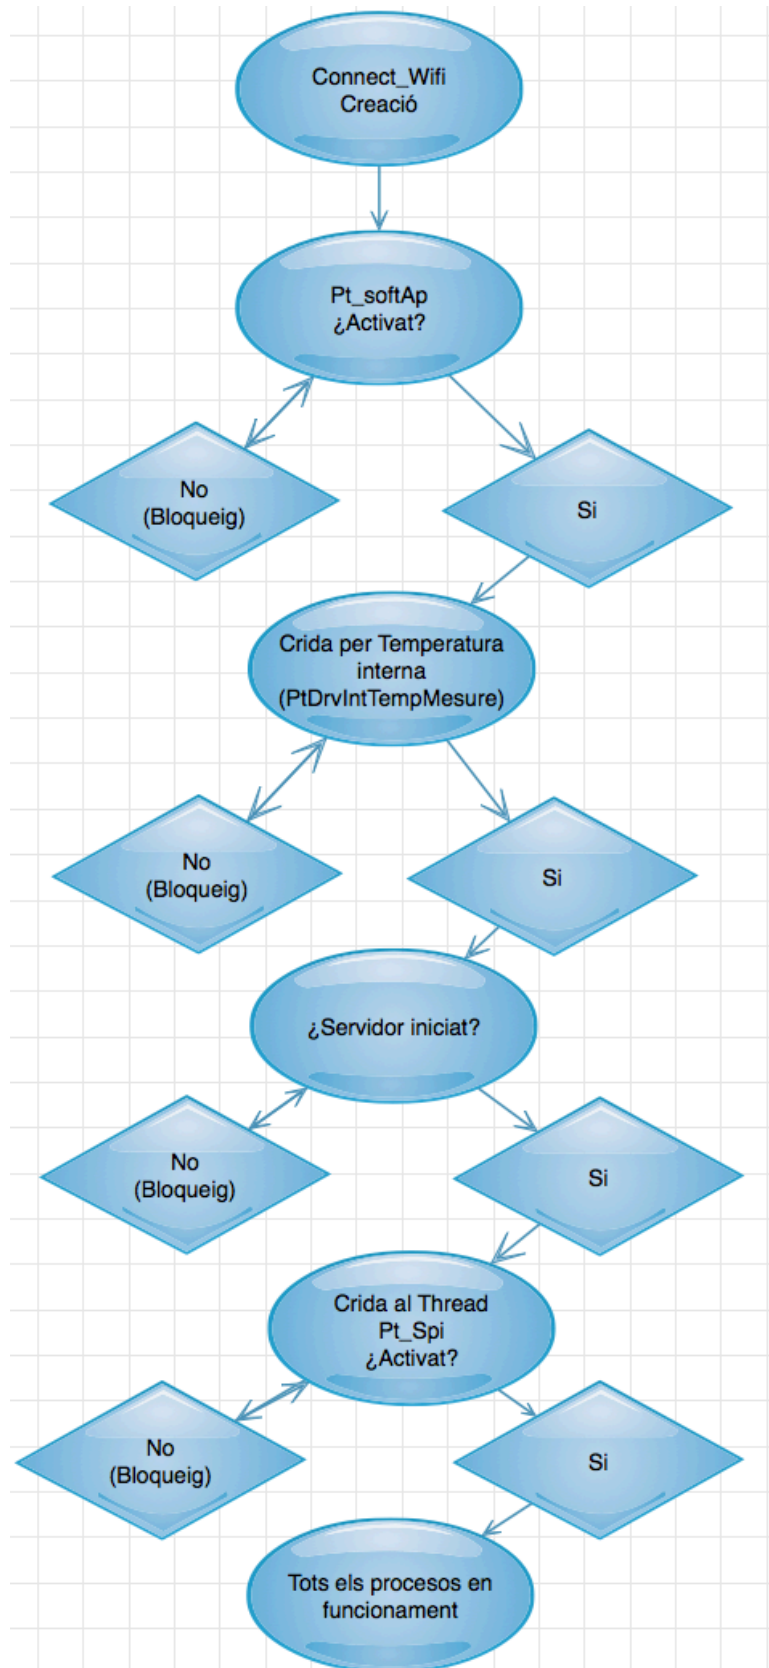 Connect_Wifi
Creació
Pt_softAp
¿Activat?
No
(Bloqueig)
Si
Crida per Temperatura
interna
(PtDrvIntTempMesure)
No
(Bloqueig)
Si
¿Servidor iniciat?
No
(Bloqueig)
Si
Crida al Thread
Pt_Spi
¿Activat?
No
(Bloqueig)
Si
Tots els procesos en
funcionament